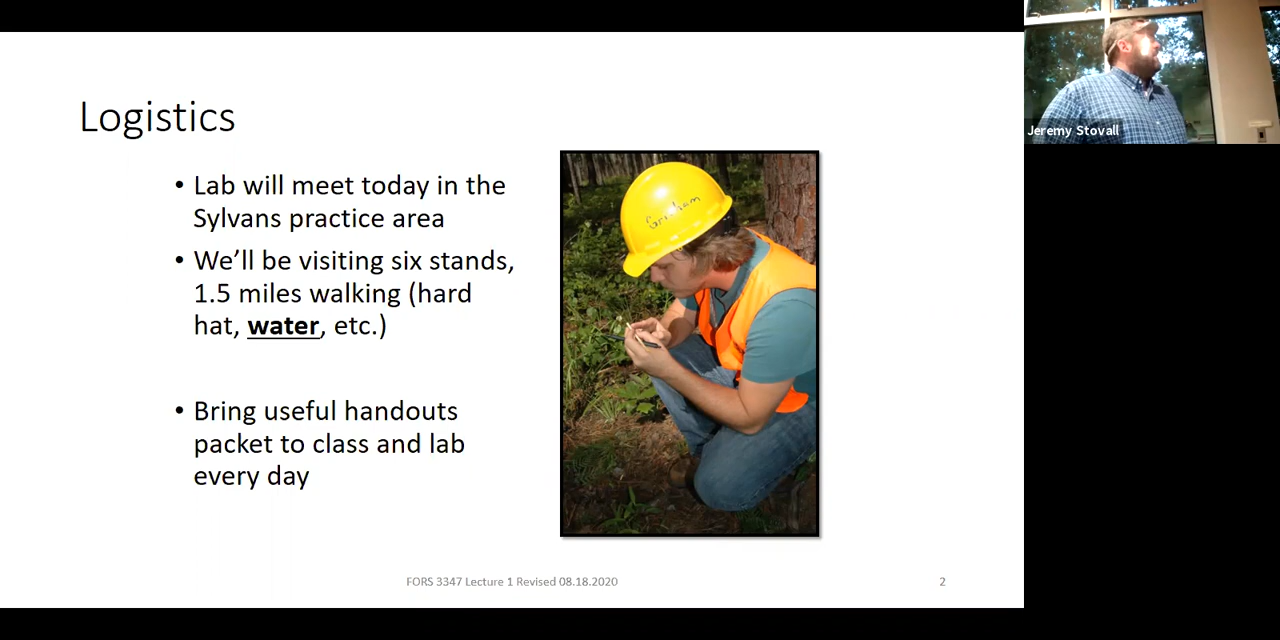 Logistics
• Lab will meet today in the
Sylvans practice area
• We’ll be visiting six stands,
1.5 miles walking (hard
hat, water, etc.)
• Bring useful handouts
packet to class and lab
every day
FORS 3347 Lecture 1 Revised 08.18.2020
2
Jeremy Stovall